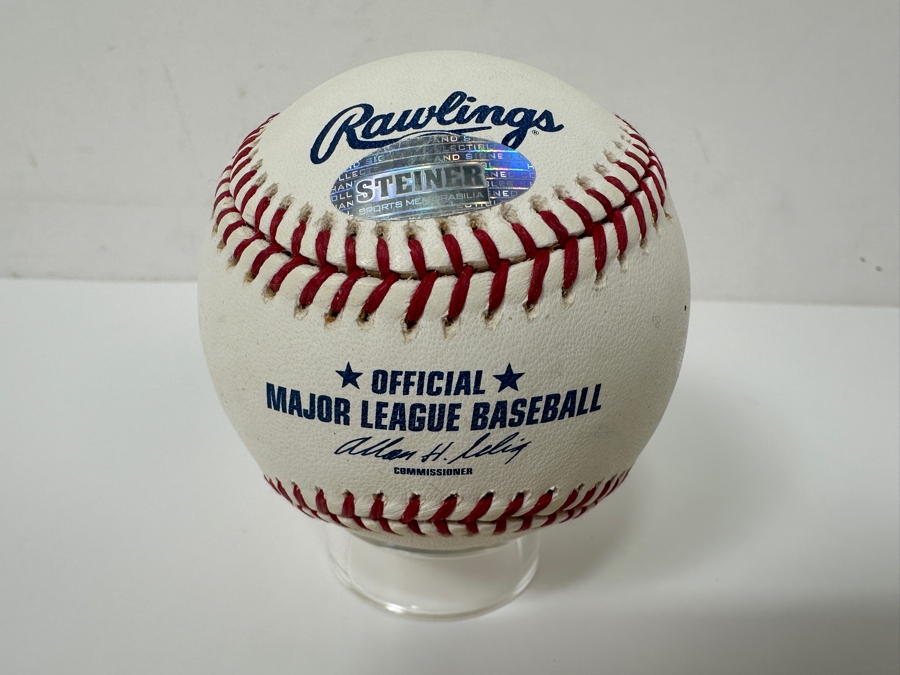 Rawlings®
STEINER
SPORTS MEMORABILIA
★ OFFICIAL ★
MAJOR LEAGUE BASEBALL
Allan H. Selig
COMMISSIONER